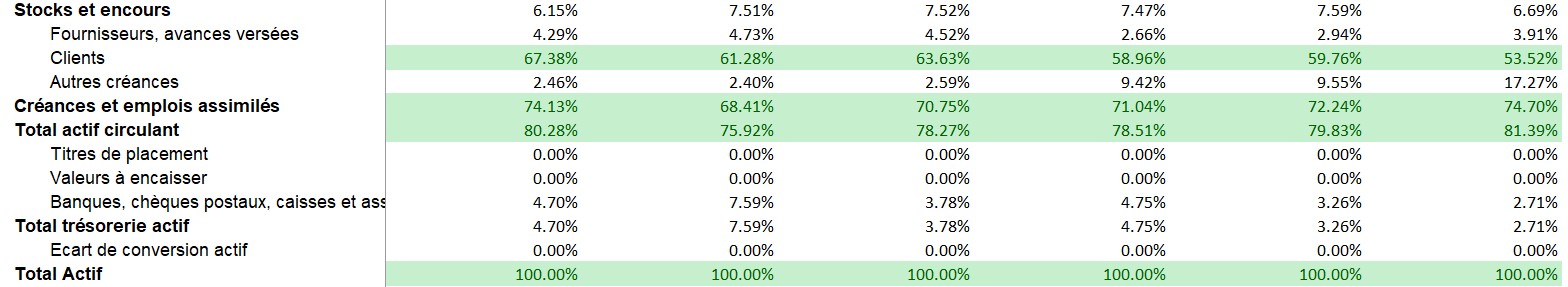 Stocks et encours 6.15% 7.51% 7.52% 7.47% 7.59% 6.69%
Fournisseurs, avances versées 4.29% 4.73% 4.52% 2.66% 2.94% 3.91%
Clients 67.38% 61.28% 63.63% 58.96% 59.76% 53.52%
Autres créances 2.46% 2.40% 2.59% 9.42% 9.55% 17.27%
Créances et emplois assimilés 74.13% 68.41% 70.75% 71.04% 72.24% 74.70%
Total actif circulant 80.28% 75.92% 78.27% 78.51% 79.83% 81.39%
Titres de placement 0.00% 0.00% 0.00% 0.00% 0.00% 0.00%
Valeurs à encaisser 0.00% 0.00% 0.00% 0.00% 0.00% 0.00%
Banques, chèques postaux, caisses et ass 4.70% 7.59% 3.78% 4.75% 3.26% 2.71%
Total trésorerie actif 4.70% 7.59% 3.78% 4.75% 3.26% 2.71%
Ecart de conversion actif 0.00% 0.00% 0.00% 0.00% 0.00% 0.00%
Total Actif 100.00% 100.00% 100.00% 100.00% 100.00% 100.00%